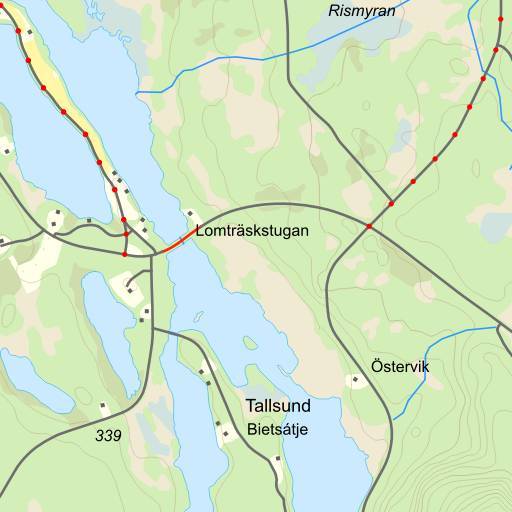 Rismyran
Lomträskstugan
Östervik
Tallsund
Bietsátje
339